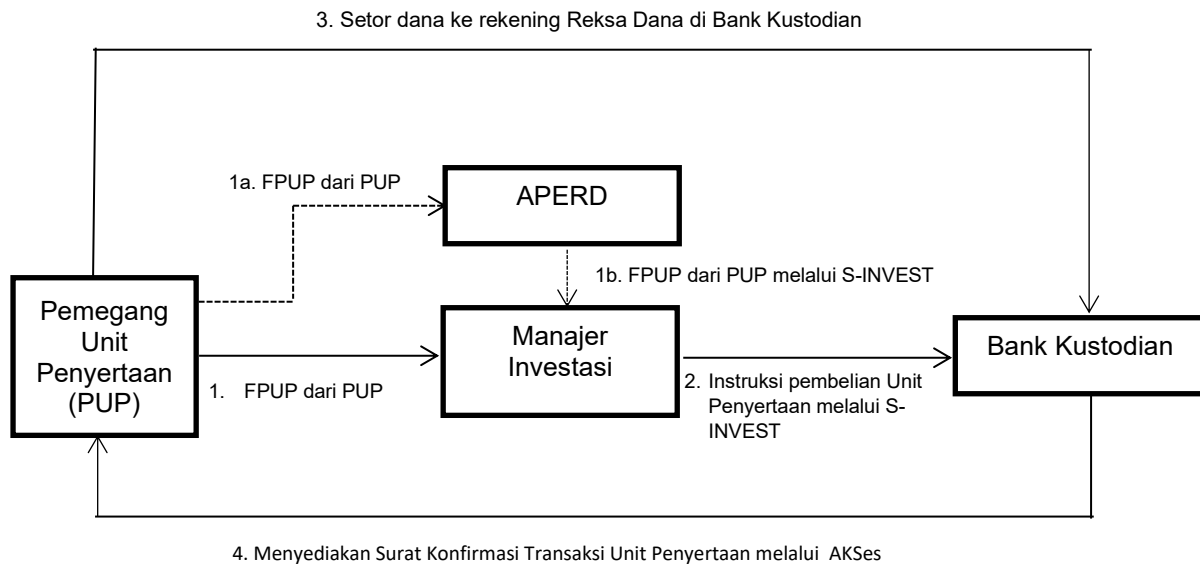 3. Setor dana ke rekening Reksa Dana di Bank Kustodian
1a. FPUP dari PUP
APERD
1b. FPUP dari PUP melalui S-INVEST
Pemegang
Unit
Penyertaan
(PUP)
Manajer
Investasi
Bank Kustodian
1. FPUP dari PUP
2. Instruksi pembelian Unit
Penyertaan melalui S-
INVEST
4. Menyediakan Surat Konfirmasi Transaksi Unit Penyertaan melalui AKSes